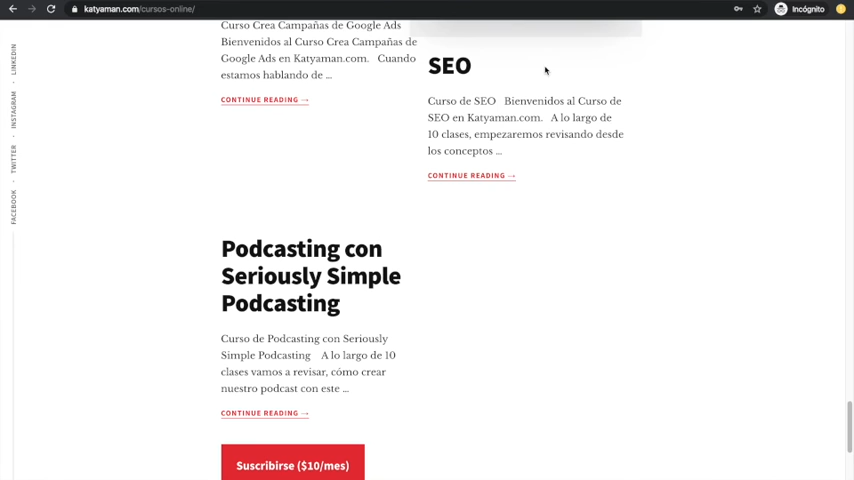 katyaman.com/cursos-online/
Incógnito
LINKEDIN
INSTAGRAM
TWITTER
FACEBOOK
Curso Crea Campañas de Google Ads
Bienvenidos al Curso Crea Campañas de
Google Ads en Katyaman.com. Cuando
estamos hablando de ...
CONTINUE READING →
SEO
Curso de SEO Bienvenidos al Curso de
SEO en Katyaman.com. A lo largo de
10 clases, empezaremos revisando desde
los conceptos ...
CONTINUE READING →
Podcasting con
Seriously Simple
Podcasting
Curso de Podcasting con Seriously
Simple Podcasting A lo largo de 10
clases vamos a revisar, cómo crear
nuestro podcast con este ...
CONTINUE READING →
Suscribirse ($10/mes)